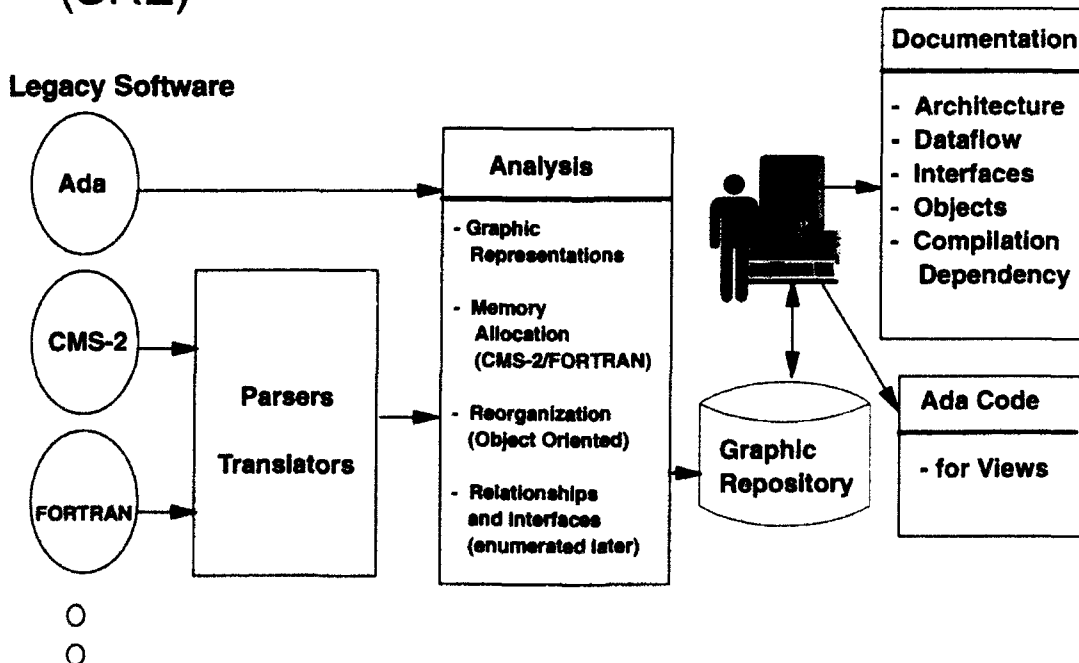 Legacy Software
Ada
CMS-2
FORTRAN
Parsers
Translators
Analysis
- Graphic
Representations
- Memory
Allocation
(CMS-2/FORTRAN)
- Reorganization
(Object Oriented)
- Relationships
and Interfaces
(enumerated later)
Graphic
Repository
Documentation
- Architecture
- Dataflow
- Interfaces
- Objects
- Compilation
Dependency
Ada Code
- for Views